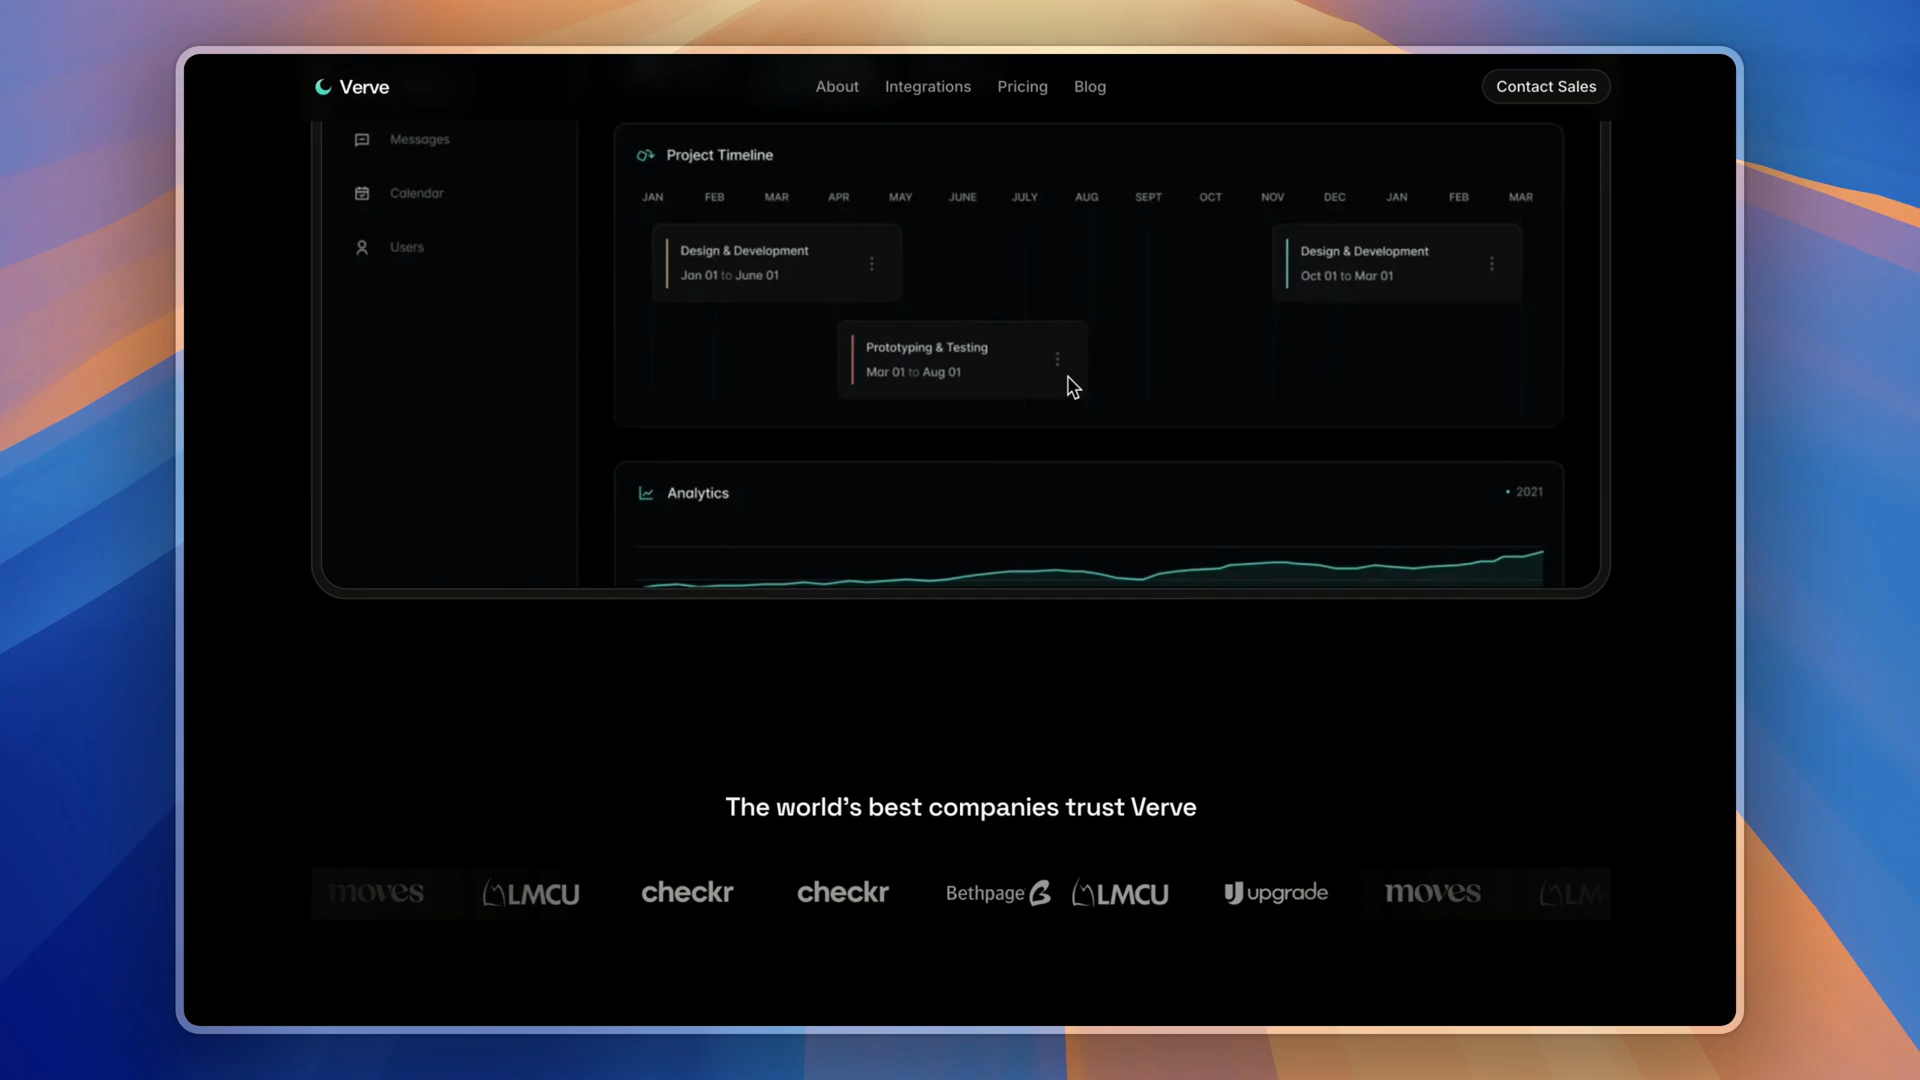 Verve
About
Integrations
Pricing
Blog
Contact Sales
Messages
Calendar
Users
Project Timeline
JAN FEB MAR APR MAY JUNE JULY AUG SEPT OCT NOV DEC JAN FEB MAR
Design & Development
Jan 01 to June 01
Design & Development
Oct 01 to Mar 01
Prototyping & Testing
Mar 01 to Aug 01
Analytics
2021
The world's best companies trust Verve
moves
LMCU
checkr
checkr
Bethpage
LMCU
upgrade
moves
LM